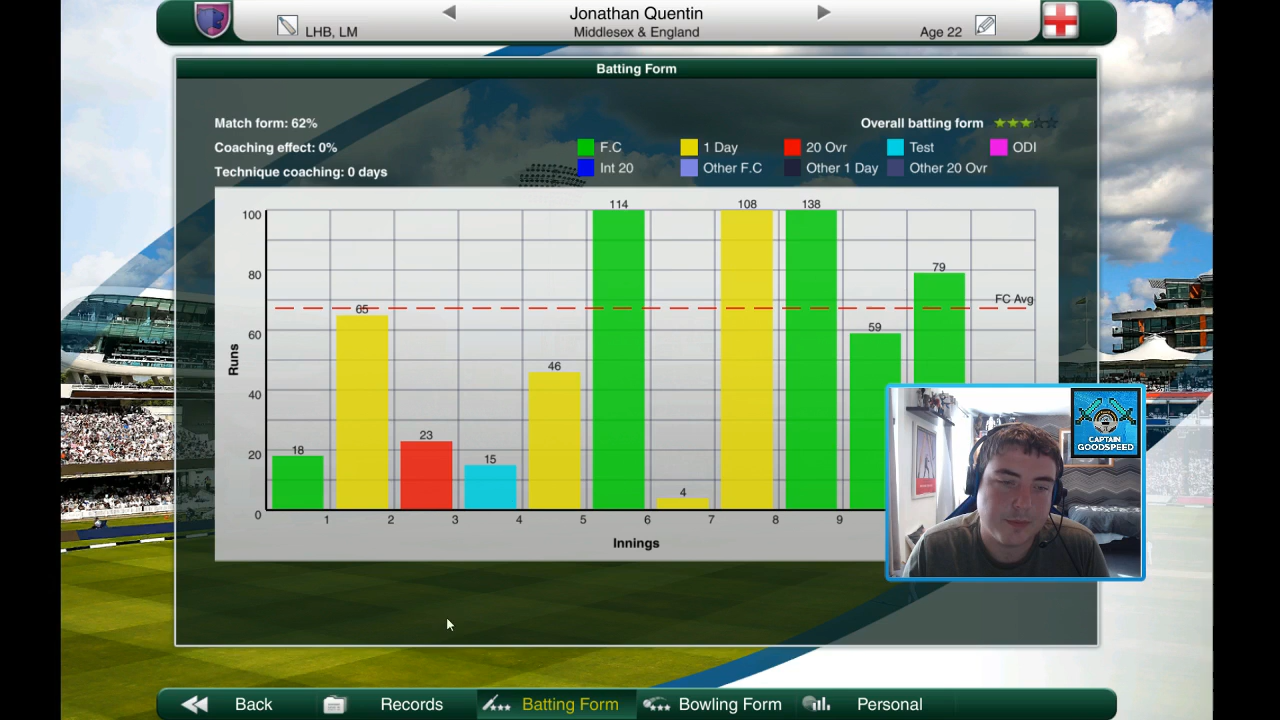 Jonathan Quentin
LHB, LM
Middlesex & England
Age 22
Batting Form
Match form: 62%
Overall batting form
Coaching effect: 0%
F.C
1 Day
20 Ovr
Test
ODI
Technique coaching: 0 days
Int 20
Other F.C
Other 1 Day
Other 20 Ovr
114
108
138
100
79
80
FC Avg
65
59
60
46
Runs
40
23
18
15
20
4
0
1
2
3
4
5
6
7
8
9
Innings
CAPTAIN
GOODSPEED
Back
Records
Batting Form
Bowling Form
Personal